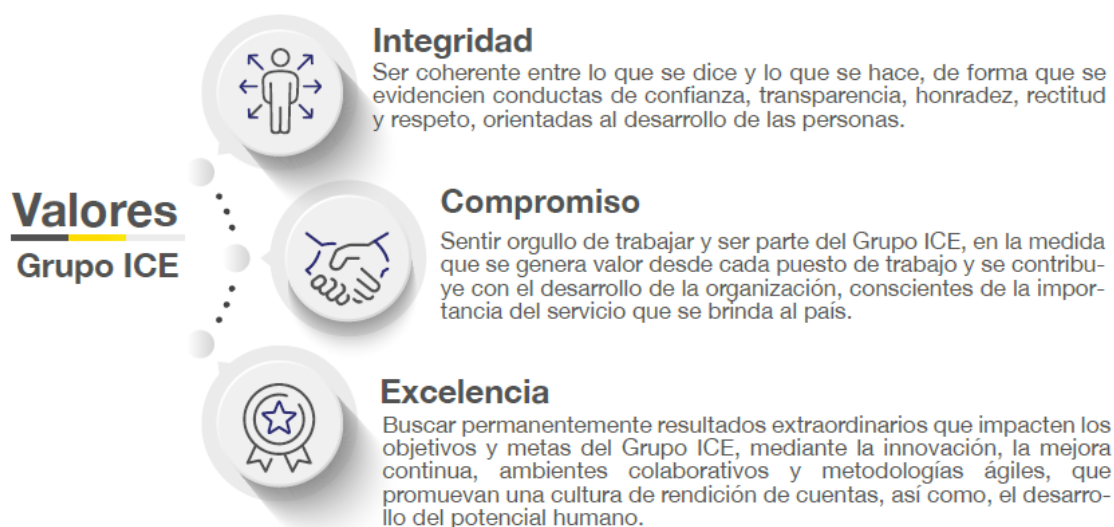 Integridad
Ser coherente entre lo que se dice y lo que se hace, de forma que se
evidencien conductas de confianza, transparencia, honradez, rectitud
y respeto, orientadas al desarrollo de las personas.
Valores
Grupo ICE
Compromiso
Sentir orgullo de trabajar y ser parte del Grupo ICE, en la medida
que se genera valor desde cada puesto de trabajo y se contribu-
ye con el desarrollo de la organización, conscientes de la impor-
tancia del servicio que se brinda al país.
Excelencia
Buscar permanentemente resultados extraordinarios que impacten los
objetivos y metas del Grupo ICE, mediante la innovación, la mejora
continua, ambientes colaborativos y metodologías ágiles, que
promuevan una cultura de rendición de cuentas, así como, el desarro-
llo del potencial humano.